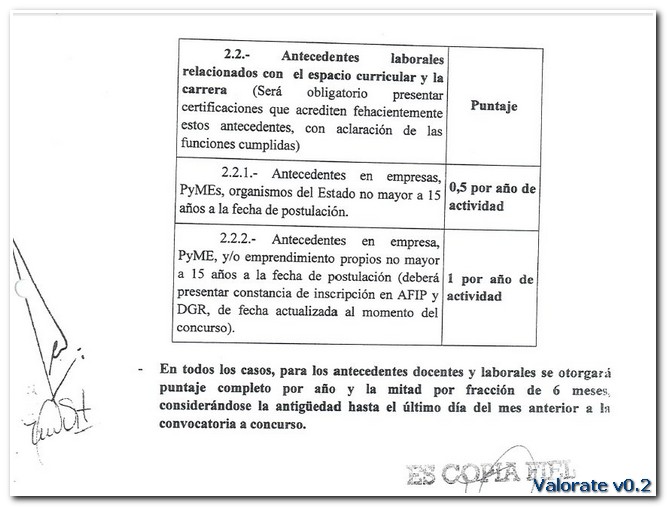 2.2.- Antecedentes laborales
relacionados con el espacio curricular y la
carrera (Será obligatorio presentar
certificaciones que acrediten fehacientemente
estos antecedentes, con aclaración de las
funciones cumplidas)
Puntaje
2.2.1.- Antecedentes en empresas,
PyMEs, organismos del Estado no mayor a 15
años a la fecha de postulación.
0,5 por año de
actividad
2.2.2.- Antecedentes en empresa,
PyME, y/o emprendimiento propios no mayor
a 15 años a la fecha de postulación (deberá
presentar constancia de inscripción en AFIP y
DGR, de fecha actualizada al momento del
concurso).
1 por año de
actividad
- En todos los casos, para los antecedentes docentes y laborales se otorgará
puntaje completo por año y la mitad por fracción de 6 meses,
considerándose la antigüedad hasta el último día del mes anterior a la
convocatoria a concurso.
ES COPIA FIEL
Valorate v0.2